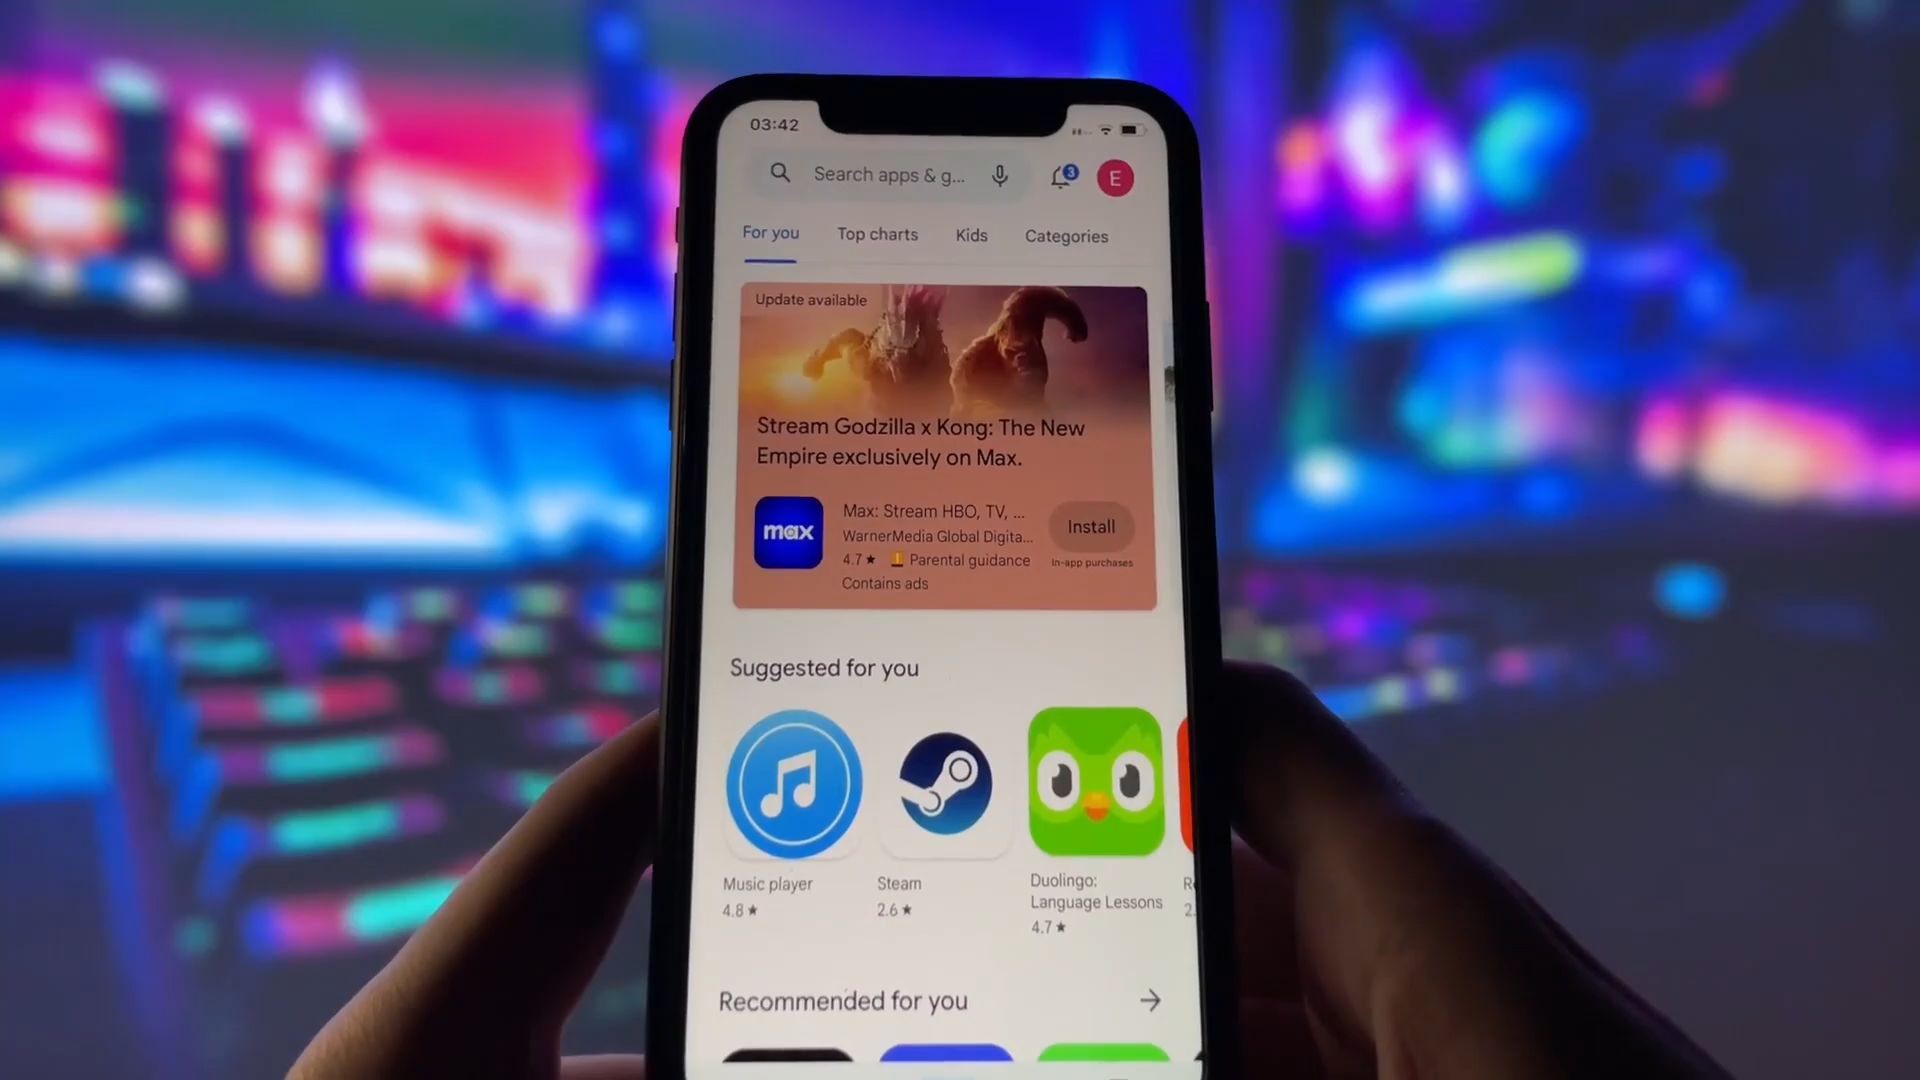 03:42
Search apps & g...
3
E
For you
Top charts
Kids
Categories
Update available
Stream Godzilla x Kong: The New
Empire exclusively on Max.
max
Max: Stream HBO, TV, ...
WarnerMedia Global Digita...
4.7★
Parental guidance
Contains ads
Install
In-app purchases
Suggested for you
Music player
4.8★
Steam
2.6★
Duolingo:
Language Lessons
4.7★
2.
Recommended for you